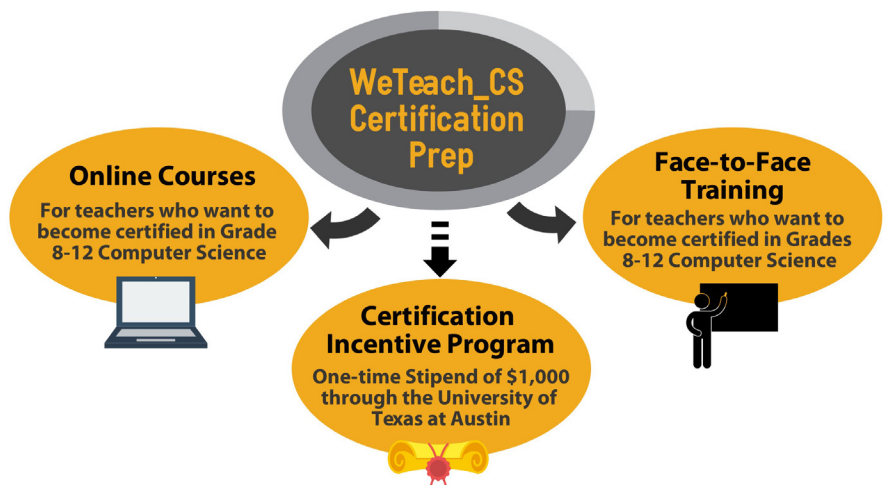 WeTeach_CS
Certification
Prep
Online Courses
For teachers who want to
become certified in Grade
8-12 Computer Science
Face-to-Face
Training
For teachers who want to
become certified in Grades
8-12 Computer Science
Certification
Incentive Program
One-time Stipend of $1,000
through the University of
Texas at Austin